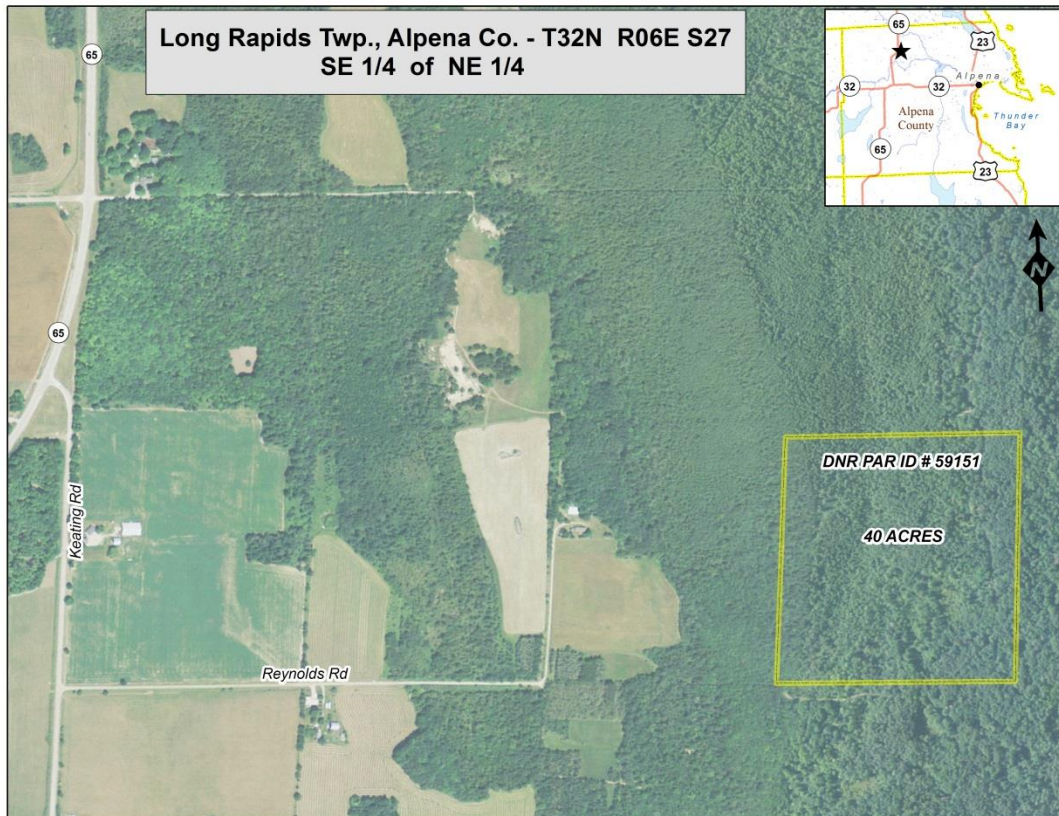 Long Rapids Twp., Alpena Co. - T32N R06E S27
SE 1/4 of NE 1/4
65
65
Keating Rd
Reynolds Rd
DNR PAR ID # 59151
40 ACRES
N
65
23
Alpena
32
32
Alpena
County
Thunder
Bay
65
23